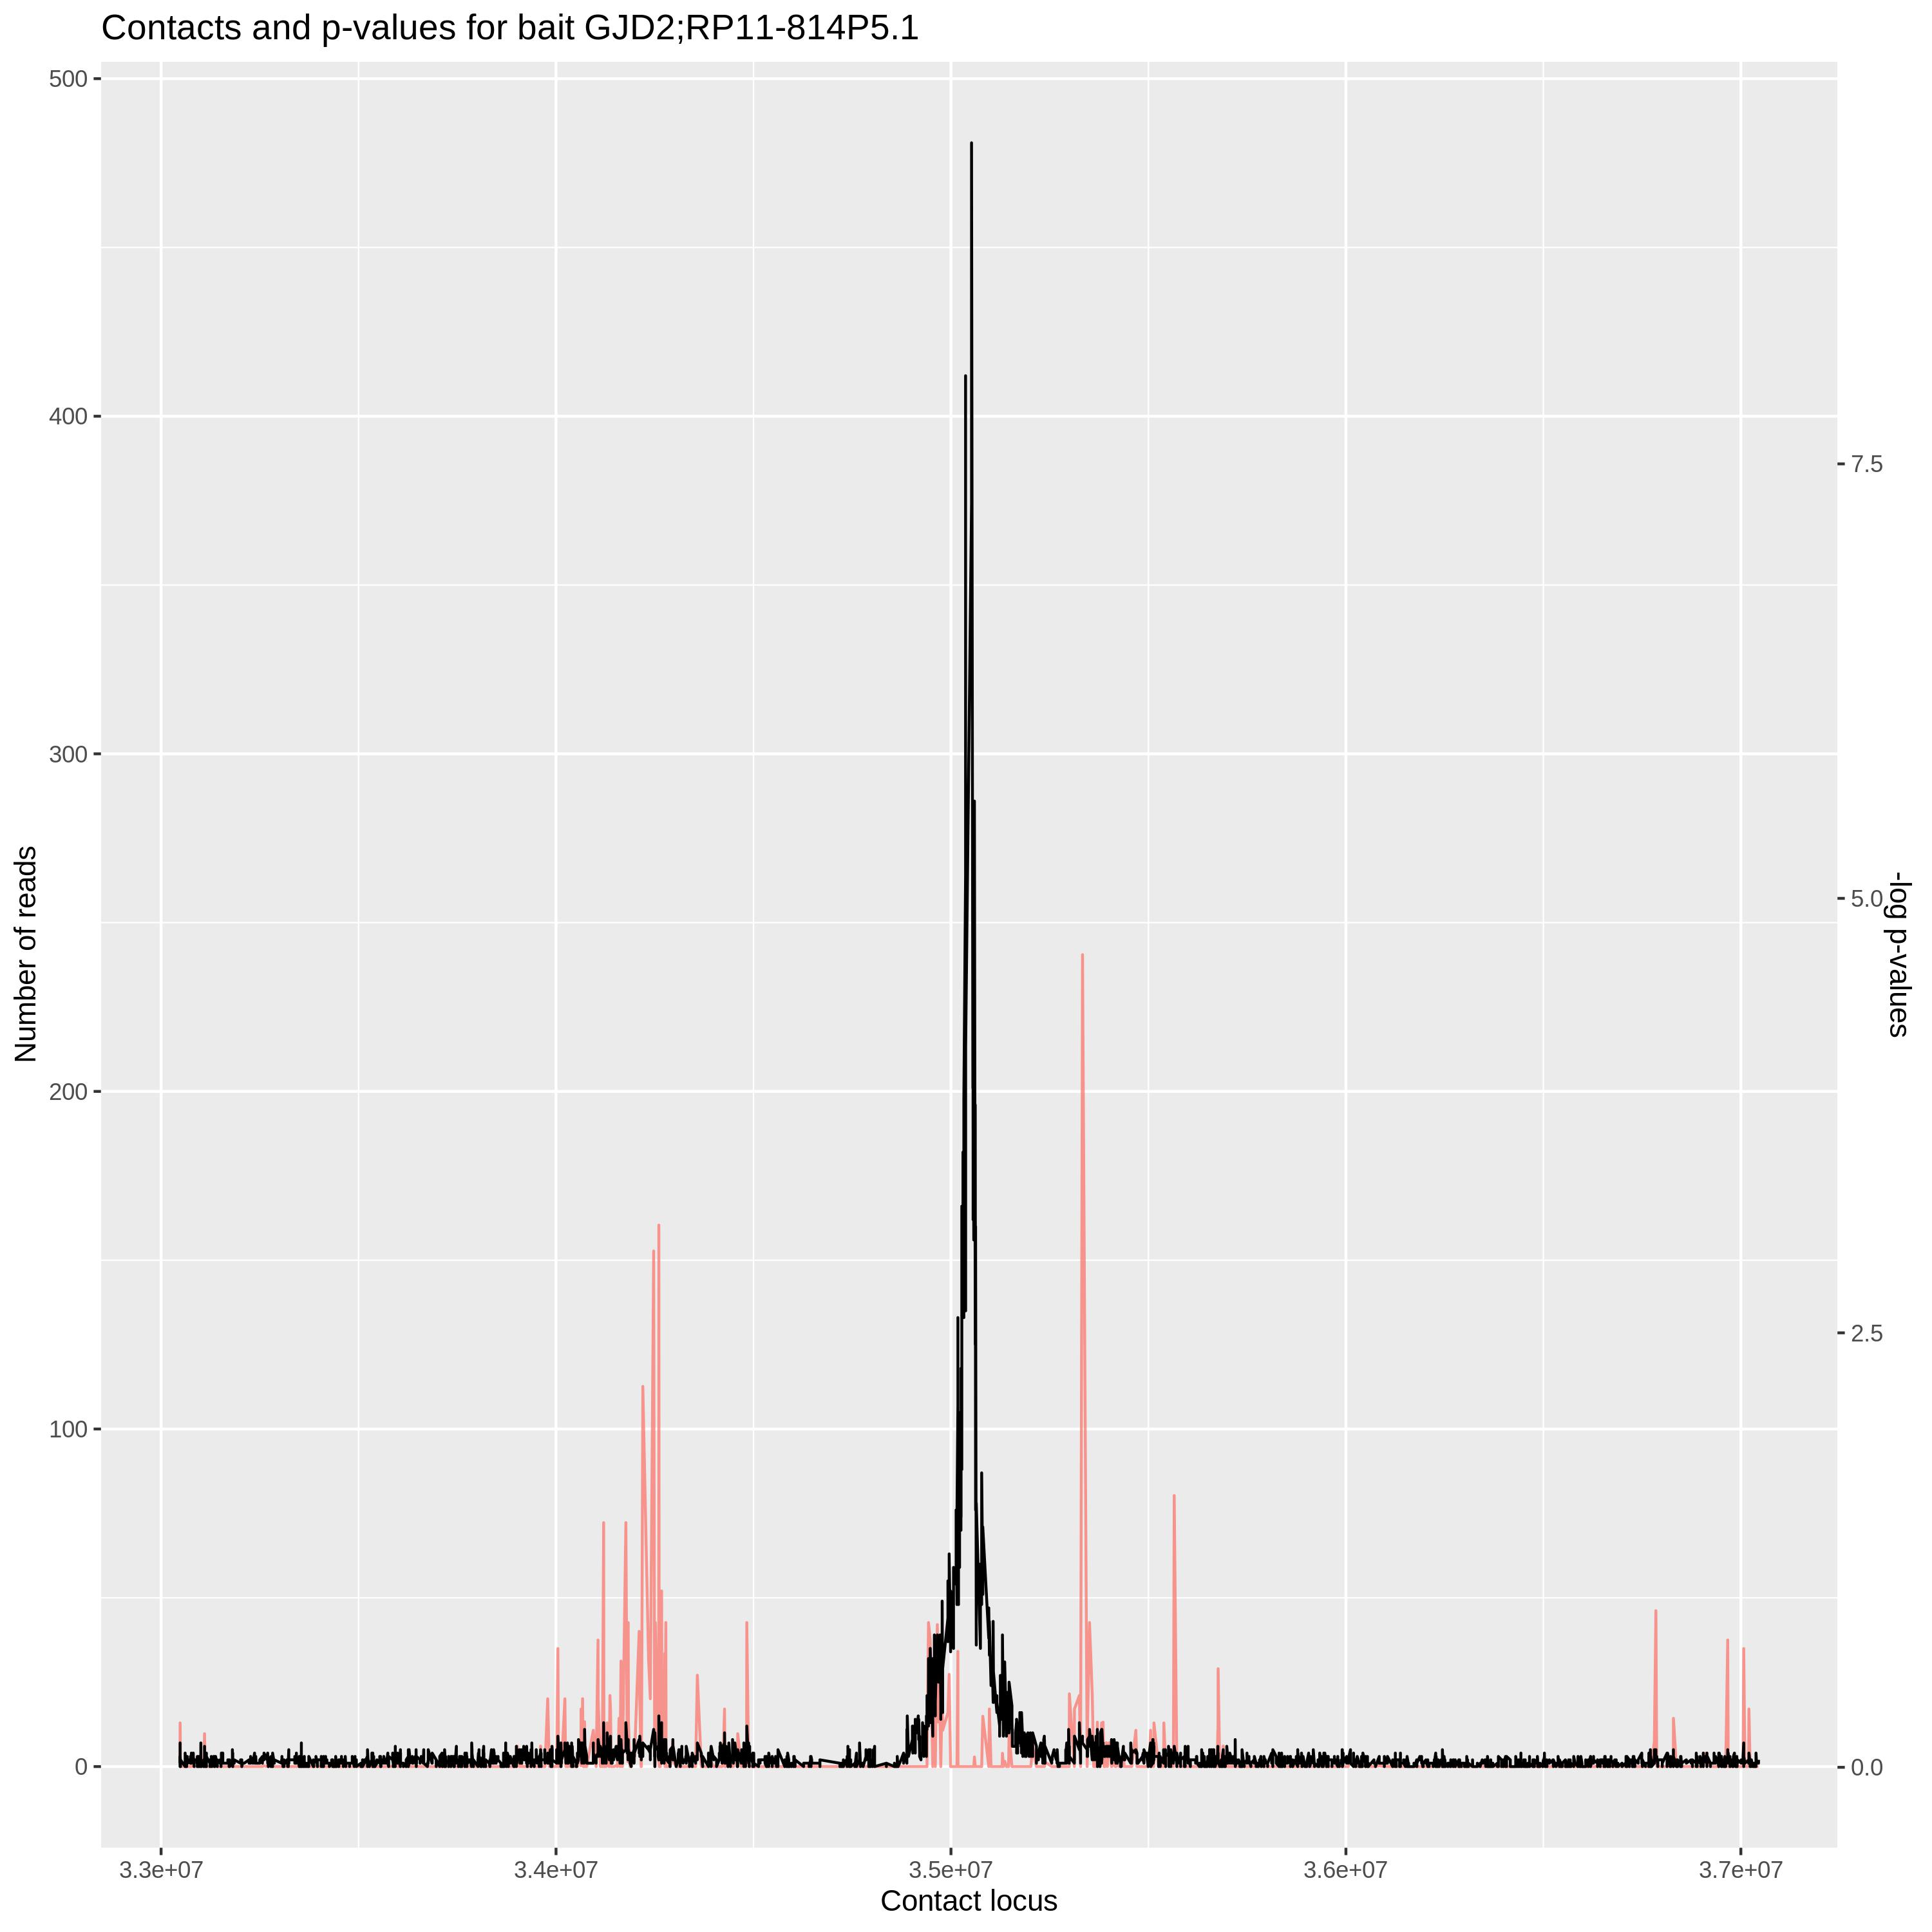 Contacts and p-values for bait GJD2;RP11-814P5.1
500
400
300
200
100
0
Number of reads
7.5
5.0
2.5
0.0
-log p-values
3.3e+07
3.4e+07
3.5e+07
3.6e+07
3.7e+07
Contact locus